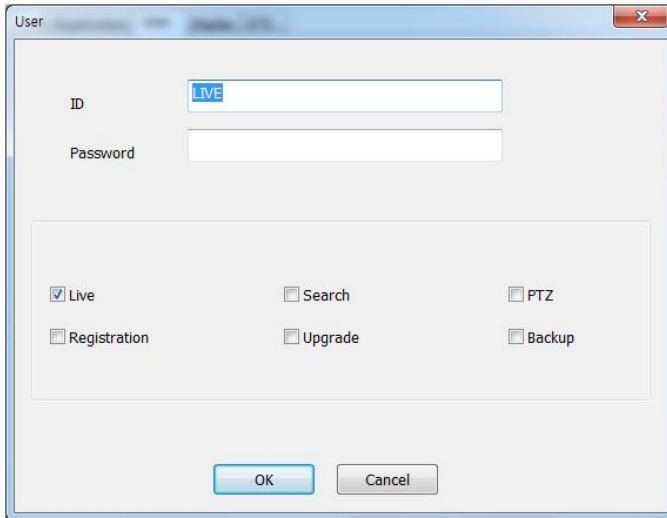 User
ID
LIVE
Password
Live
Search
PTZ
Registration
Upgrade
Backup
OK
Cancel